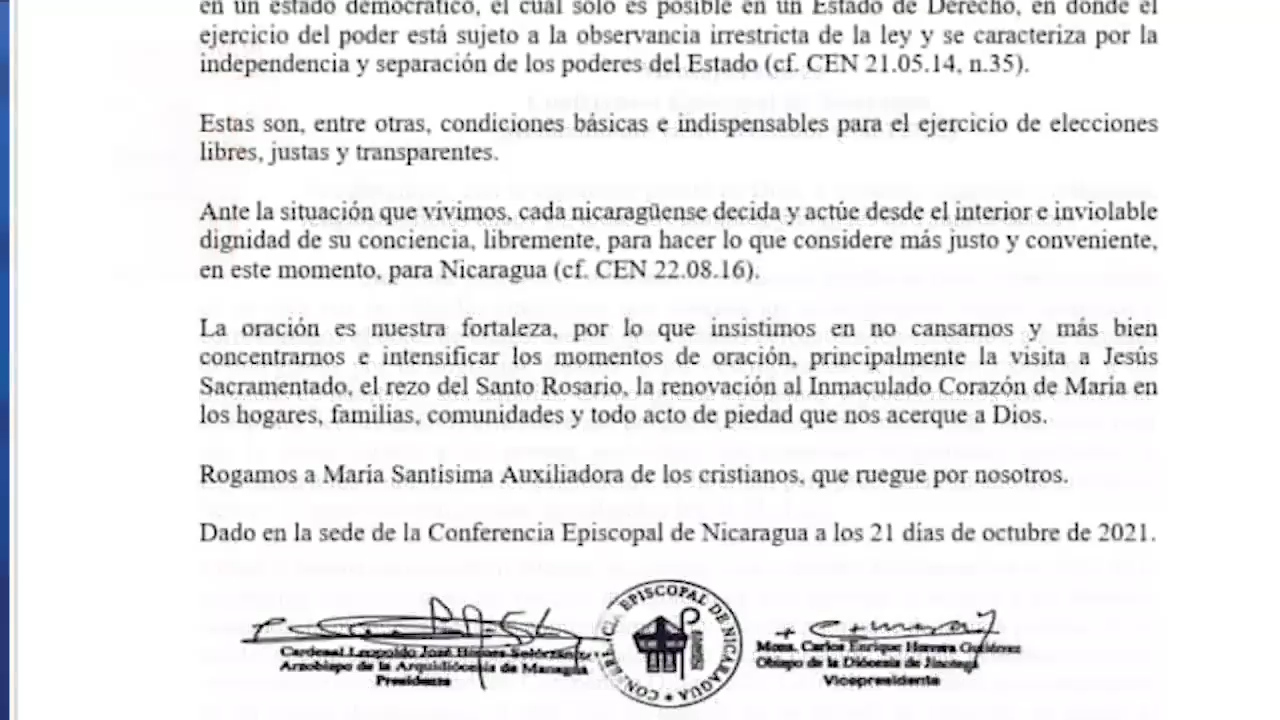 en un estado democrático, el cual sólo es posible en un Estado de Derecho, en donde el
ejercicio del poder está sujeto a la observancia irrestricta de la ley y se caracteriza por la
independencia y separación de los poderes del Estado (cf. CEN 21.05.14, n.35).
Estas son, entre otras, condiciones básicas e indispensables para el ejercicio de elecciones
libres, justas y transparentes.
Ante la situación que vivimos, cada nicaragüense decida y actúe desde el interior e inviolable
dignidad de su conciencia, libremente, para hacer lo que considere más justo y conveniente,
en este momento, para Nicaragua (cf. CEN 22.08.16).
La oración es nuestra fortaleza, por lo que insistimos en no cansarnos y más bien
concentrarnos e intensificar los momentos de oración, principalmente la visita a Jesús
Sacramentado, el rezo del Santo Rosario, la renovación al Inmaculado Corazón de María en
los hogares, familias, comunidades y todo acto de piedad que nos acerque a Dios.
Rogamos a María Santísima Auxiliadora de los cristianos, que ruegue por nosotros.
Dado en la sede de la Conferencia Episcopal de Nicaragua a los 21 días de octubre de 2021.
CONFERENCIA EPISCOPAL DE NICARAGUA
Cardenal Leopoldo José Brenes Solórzano
Arzobispo de la Arquidiócesis de Managua
Presidente
Mons. Carlos Enrique Herrera Gutiérrez
Obispo de la Diócesis de Jinotega
Vicepresidente